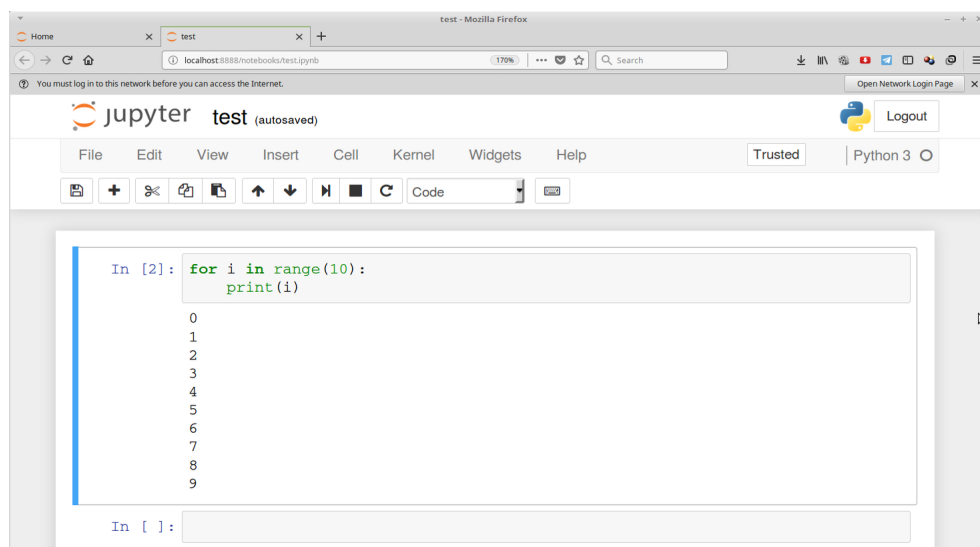 test - Mozilla Firefox
Home
test
localhost:8888/notebooks/test.ipynb
170%
Search
You must log in to this network before you can access the Internet.
Open Network Login Page
jupyter test (autosaved)
Logout
File Edit View Insert Cell Kernel Widgets Help
Trusted
Python 3
Code
In [2]: for i in range(10):
print(i)
0
1
2
3
4
5
6
7
8
9
In [ ]: